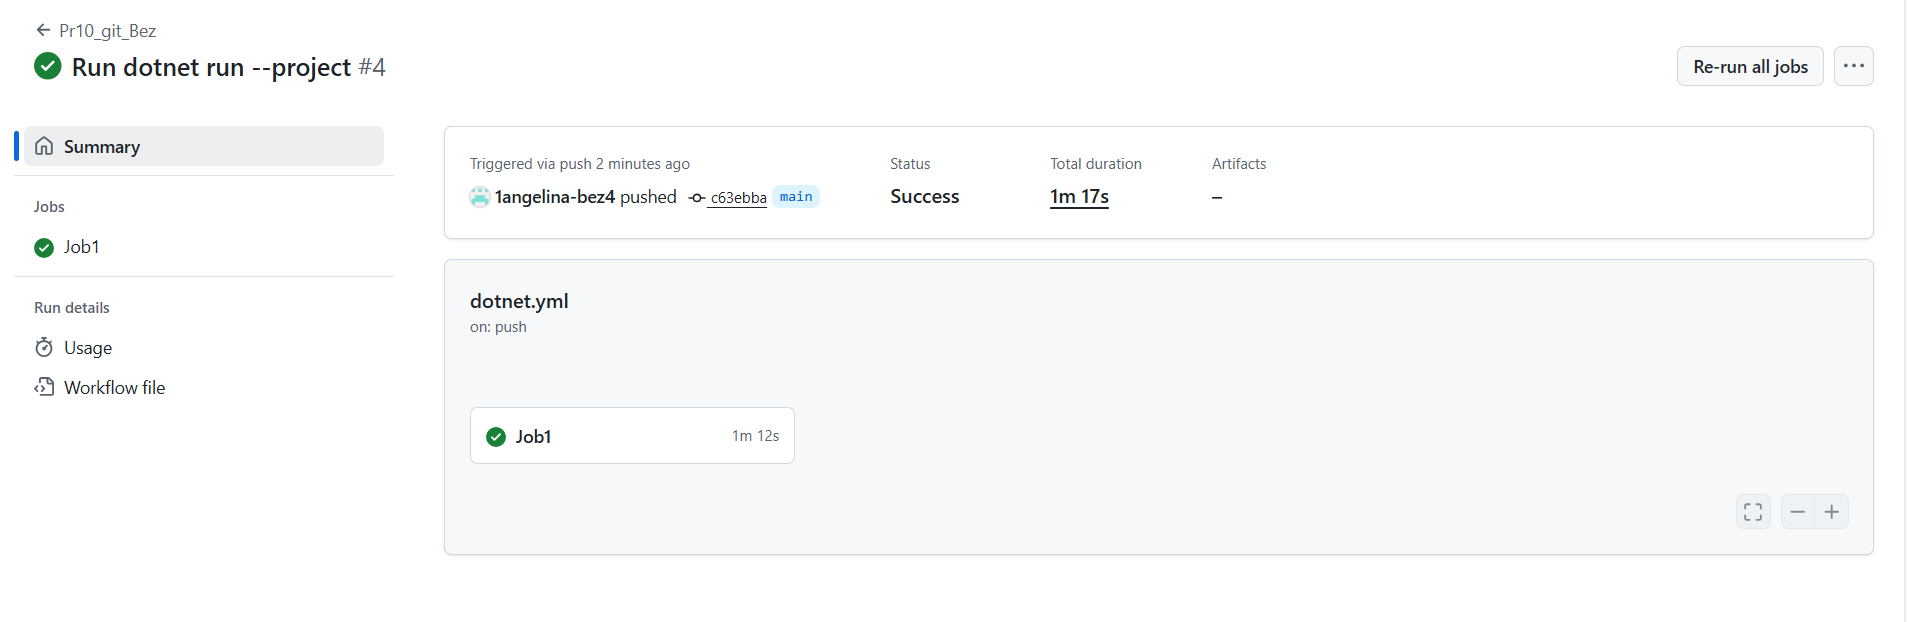 Pr10_git_Bez
Run dotnet run --project #4
Re-run all jobs
Summary
Jobs
Job1
Run details
Usage
Workflow file
Triggered via push 2 minutes ago
1angelina-bez4 pushed c63ebba main
Status
Success
Total duration
1m 17s
Artifacts
–
dotnet.yml
on: push
Job1 1m 12s